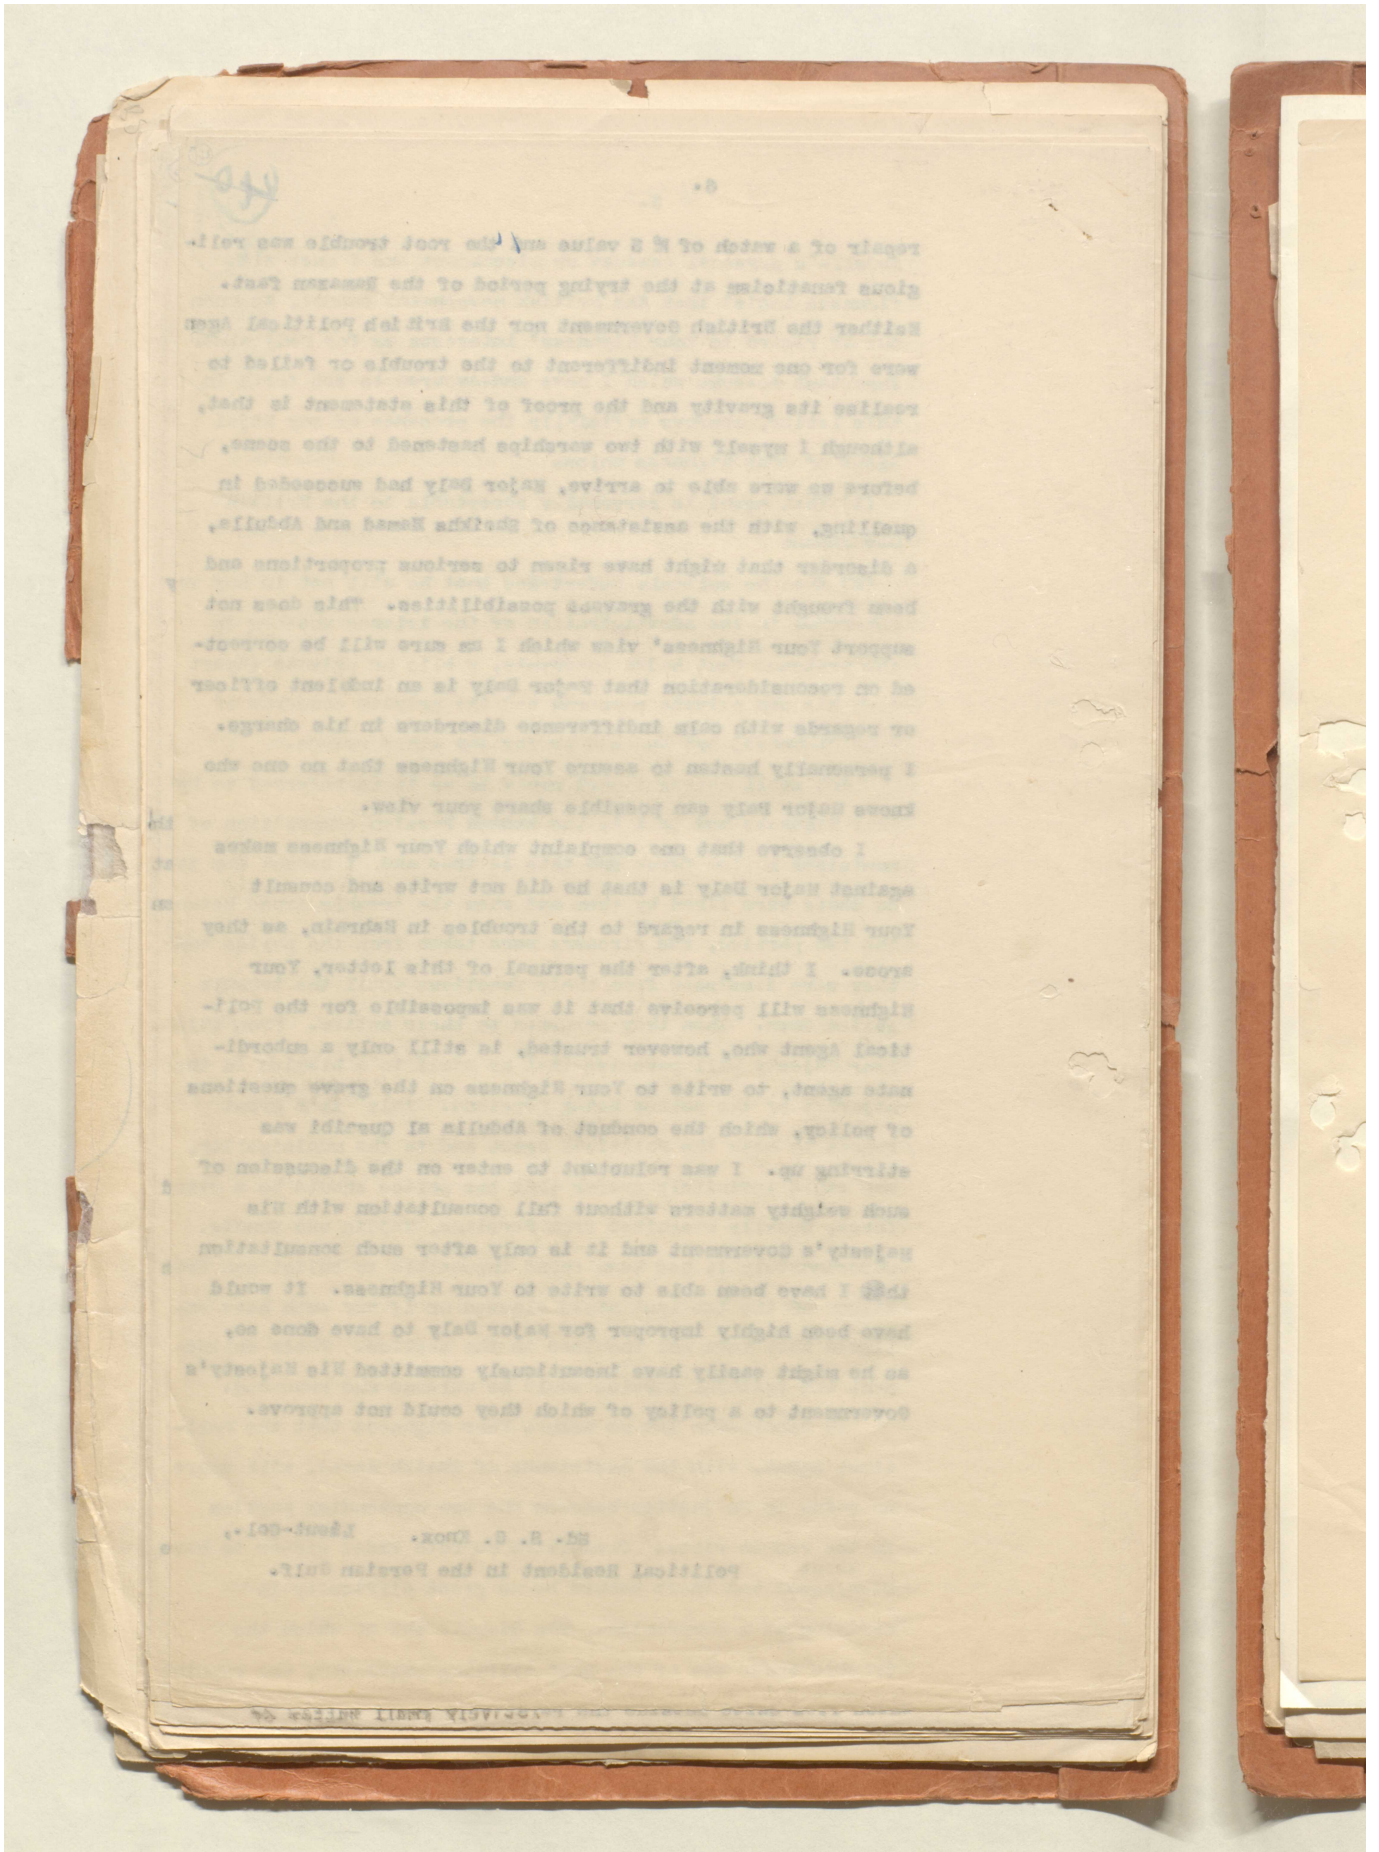 6.
repair of a watch of R 5 value and the root trouble was reli-
gious fanaticism at the trying period of the Ramazan fast.
Neither the British Government nor the British Political Agen
were for one moment indifferent to the trouble or failed to
realise its gravity and the proof of this statement is that,
although I myself with two warships hastened to the scene,
before we were able to arrive, Major Daly had succeeded in
quelling, with the assistance of Shaikhs Hamad and Abdulla,
a disorder that might have risen to serious proportions and
been frought with the gravest possibilities. This does not
support Your Highness' view which I am sure will be correct-
ed on reconsideration that Major Daly is an indolent officer
or regards with calm indifference disorders in his charge.
I personally hasten to assure Your Highness that no one who
knows Major Daly can possible share your view.
I observe that one complaint which Your Highness makes
against Major Daly is that he did not write and consult
Your Highness in regard to the troubles in Bahrain, as they
arose. I think, after the perusal of this letter, Your
Highness will perceive that it was impossible for the Poli-
tical Agent who, however trusted, is still only a subordi-
nate agent, to write to Your Highness on the grave questions
of policy, which the conduct of Abdulla al Qusaibi was
stirring up. I was reluctant to enter on the discussion of
such weighty matters without full consultation with His
Majesty's Government and it is only after such consultation
that I have been able to write to Your Highness. It would
have been highly improper for Major Daly to have done so,
as he might easily have incautiously committed His Majesty's
Government to a policy of which they could not approve.
Sd. S. G. Knox. Lieut-Col.,
Political Resident in the Persian Gulf.
relatively small matter of